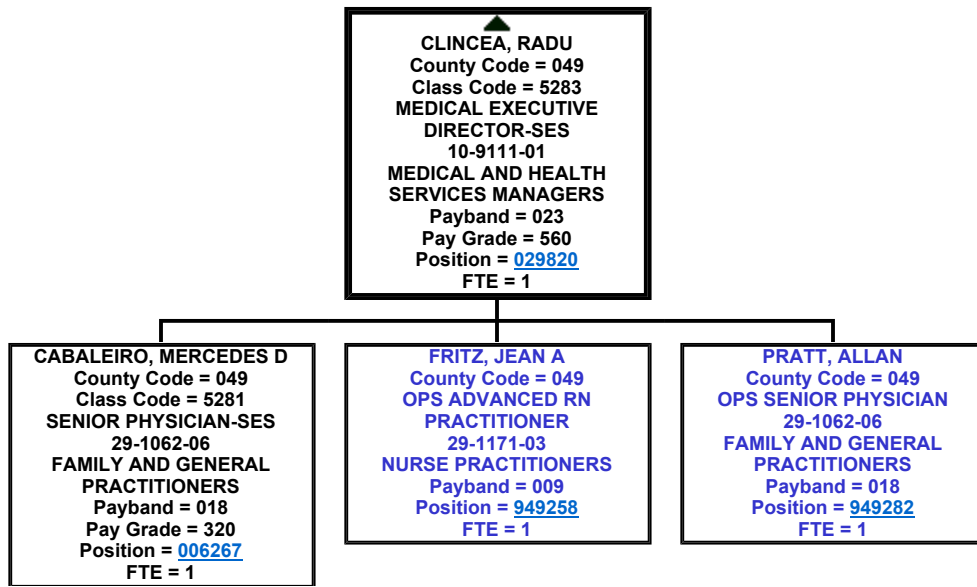 CLINCEA, RADU
County Code = 049
Class Code = 5283
MEDICAL EXECUTIVE
DIRECTOR-SES
10-9111-01
MEDICAL AND HEALTH
SERVICES MANAGERS
Payband = 023
Pay Grade = 560
Position = 029820
FTE = 1
CABALEIRO, MERCEDES D
County Code = 049
Class Code = 5281
SENIOR PHYSICIAN-SES
29-1062-06
FAMILY AND GENERAL
PRACTITIONERS
Payband = 018
Pay Grade = 320
Position = 006267
FTE = 1
FRITZ, JEAN A
County Code = 049
OPS ADVANCED RN
PRACTITIONER
29-1171-03
NURSE PRACTITIONERS
Payband = 009
Position = 949258
FTE = 1
PRATT, ALLAN
County Code = 049
OPS SENIOR PHYSICIAN
29-1062-06
FAMILY AND GENERAL
PRACTITIONERS
Payband = 018
Position = 949282
FTE = 1